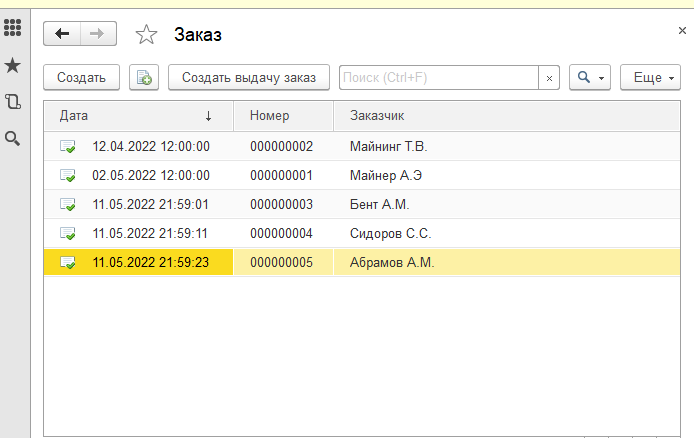 Заказ
Создать Создать выдачу заказ Поиск (Ctrl+F) Еще
Дата Номер Заказчик
12.04.2022 12:00:00 000000002 Майнинг Т.В.
02.05.2022 12:00:00 000000001 Майнер А.Э
11.05.2022 21:59:01 000000003 Бент А.М.
11.05.2022 21:59:11 000000004 Сидоров С.С.
11.05.2022 21:59:23 000000005 Абрамов А.М.